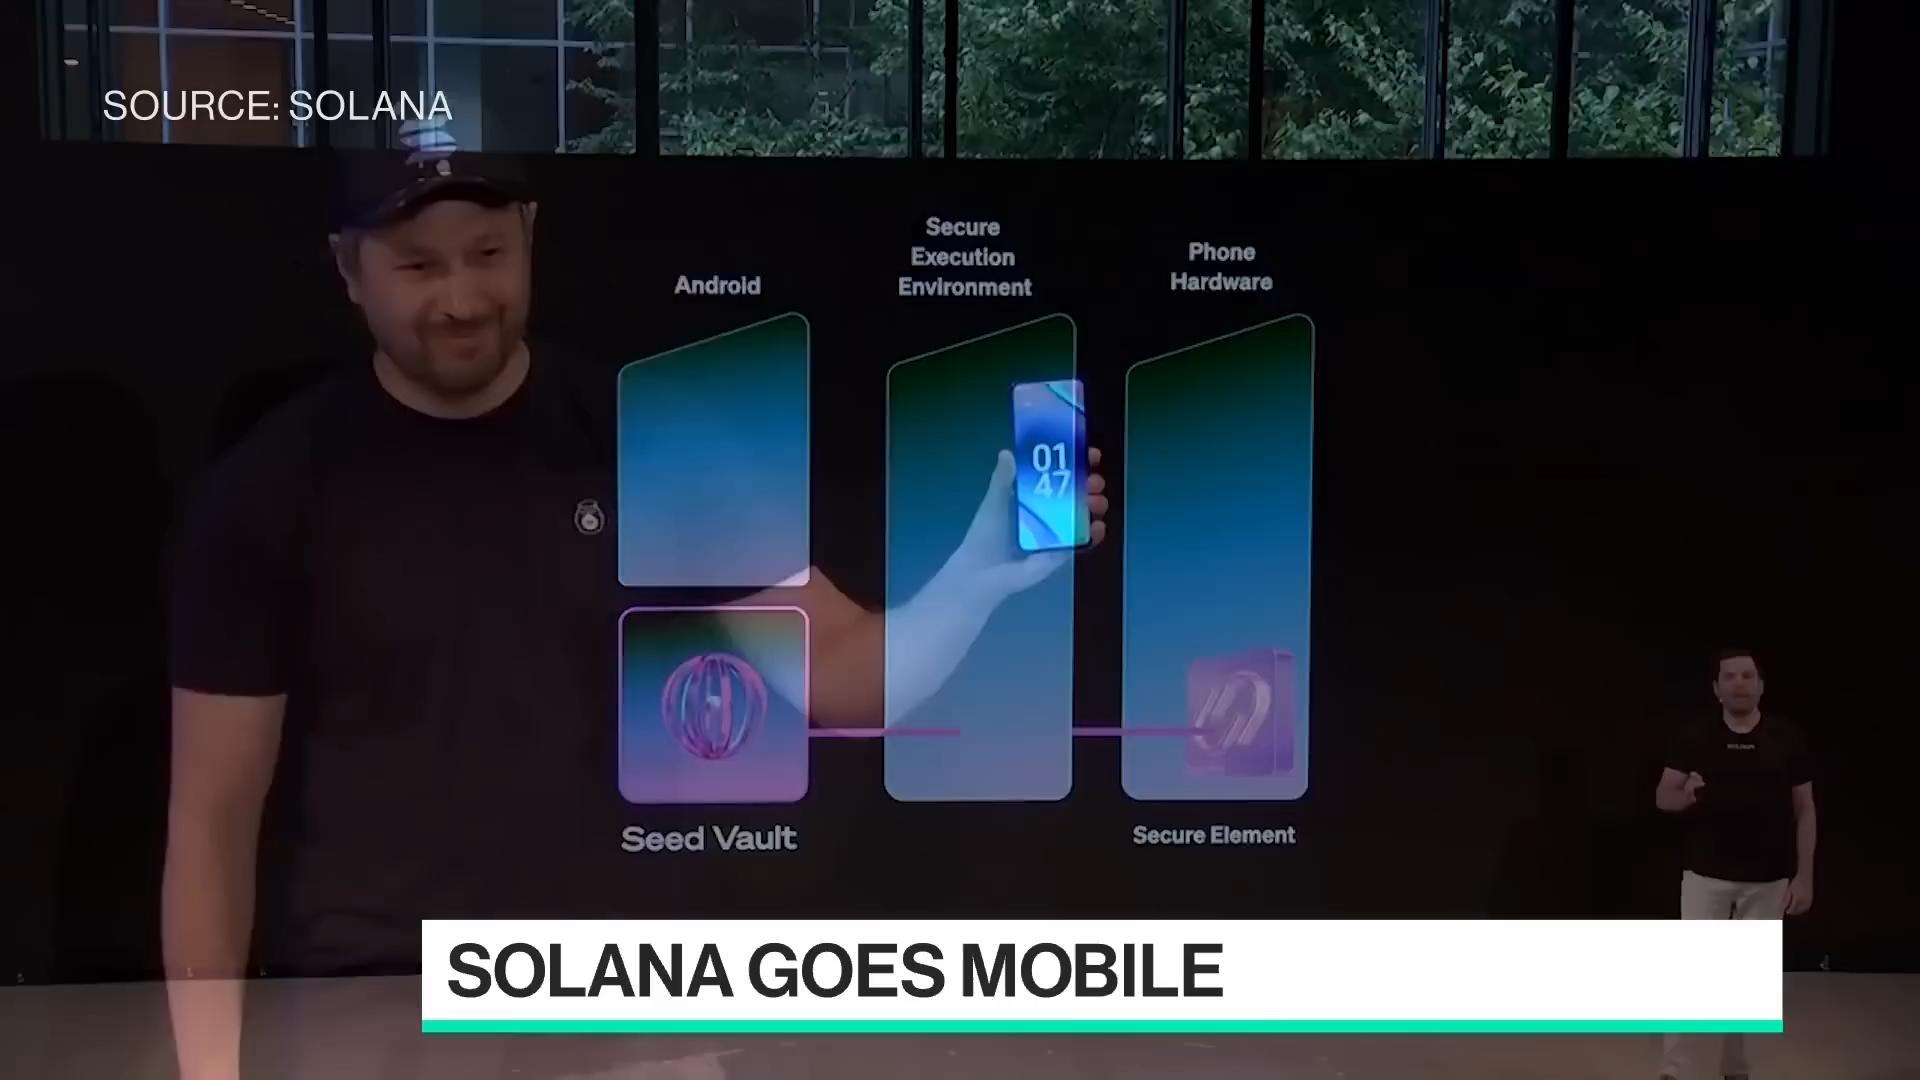 SOURCE: SOLANA
Secure
Execution
Environment
Phone
Hardware
Android
01
47
Seed Vault
Secure Element
SOLANA GOES MOBILE